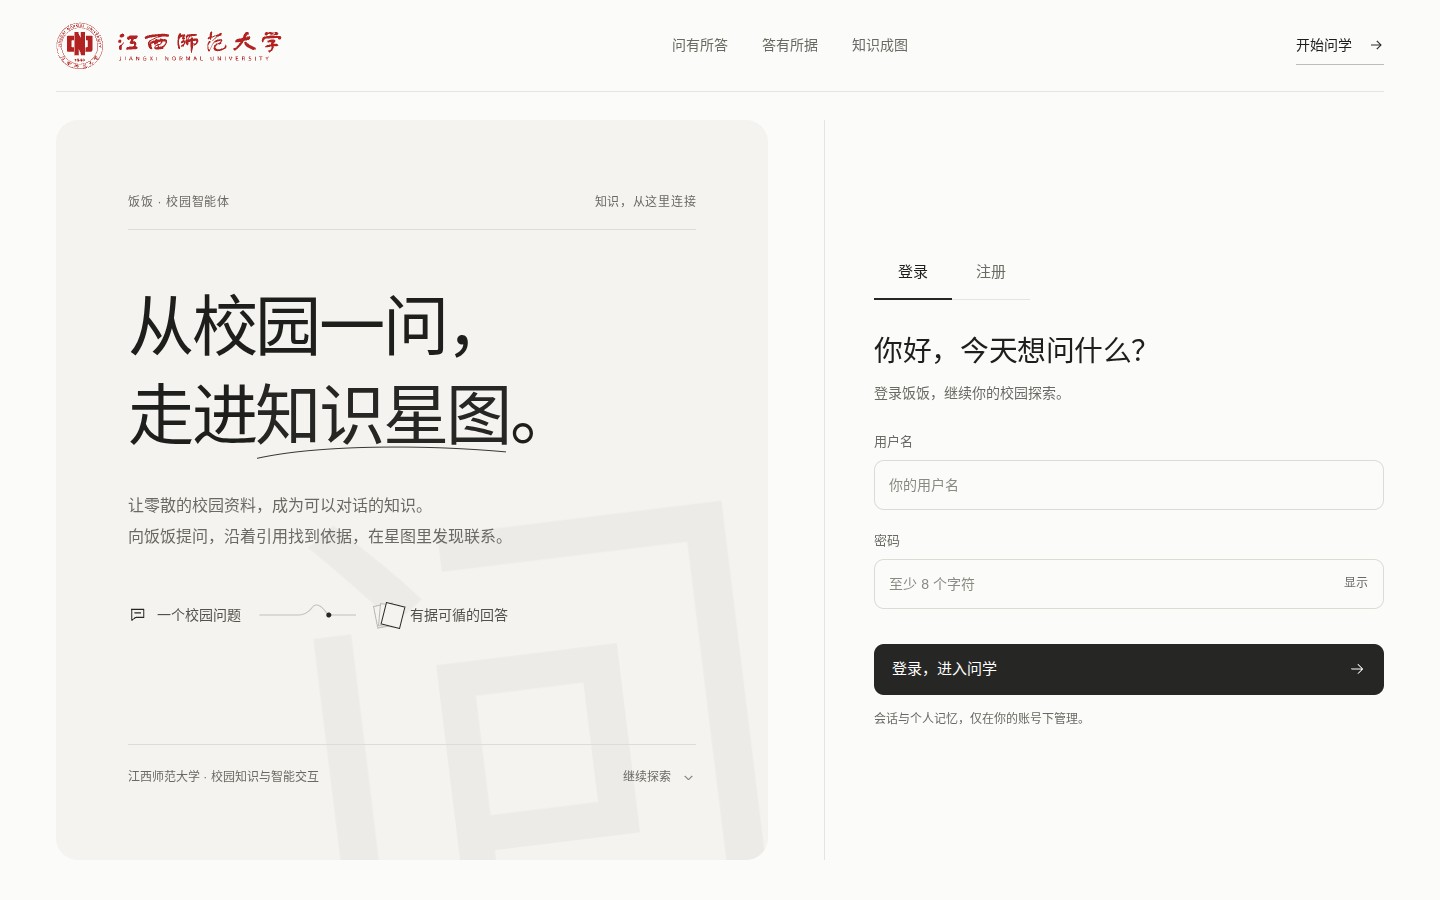 江西師范大学
JIANGXI NORMAL UNIVERSITY
问有所答
答有所据
知识成图
开始问学
饭饭 · 校园智能体
知识，从这里连接
从校园一问，
走进知识星图。
让零散的校园资料，成为可以对话的知识。
向饭饭提问，沿着引用找到依据，在星图里发现联系。
一个校园问题
有据可循的回答
江西师范大学 · 校园知识与智能交互
继续探索
问
登录
注册
你好，今天想问什么？
登录饭饭，继续你的校园探索。
用户名
你的用户名
密码
至少 8 个字符
显示
登录，进入问学
会话与个人记忆，仅在你的账号下管理。